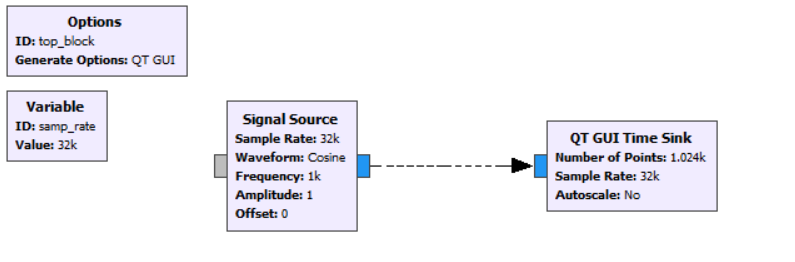 Options
ID: top_block
Generate Options: QT GUI
Variable
ID: samp_rate
Value: 32k
Signal Source
Sample Rate: 32k
Waveform: Cosine
Frequency: 1k
Amplitude: 1
Offset: 0
QT GUI Time Sink
Number of Points: 1.024k
Sample Rate: 32k
Autoscale: No